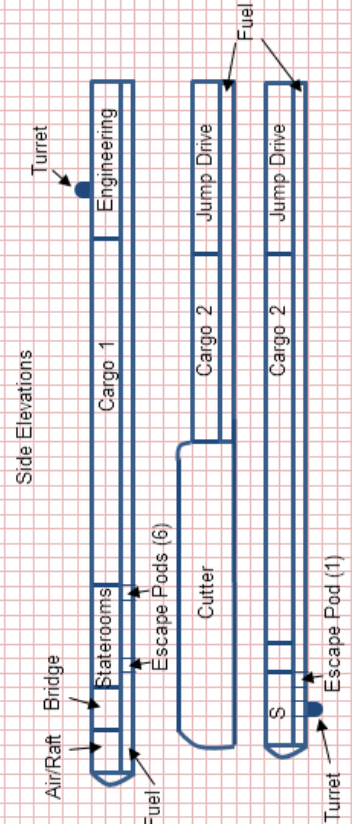 Side Elevations
Turret
Air/Raft
Bridge
Staterooms
Cargo 1
Engineering
Fuel
Escape Pods (6)
Fuel
Cutter
Cargo 2
Jump Drive
S
Cargo 2
Jump Drive
Turret
Escape Pod (1)